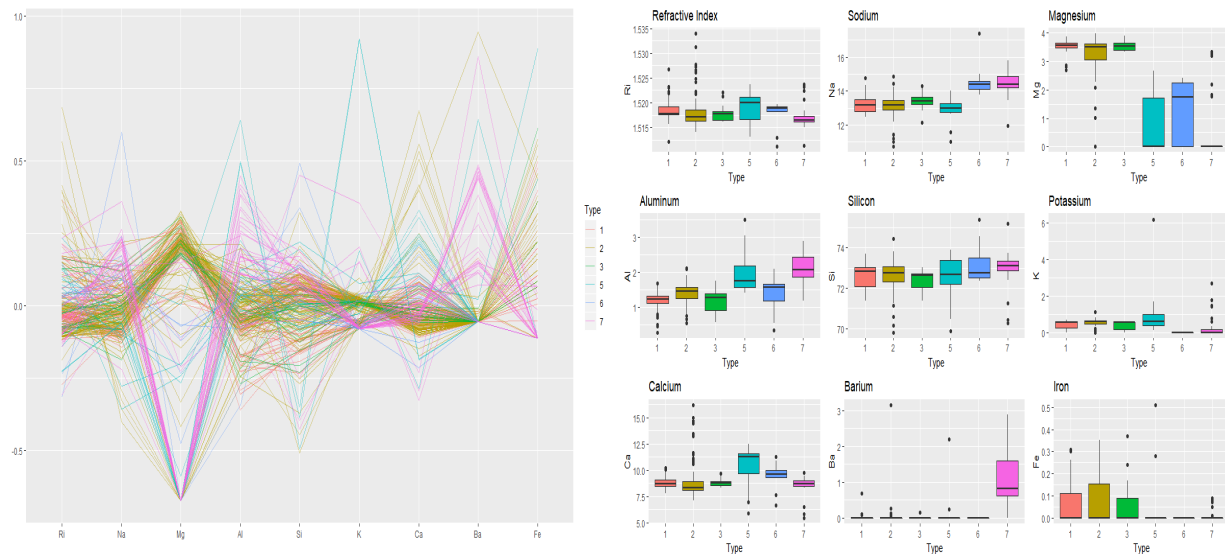 1.0
0.5
0.0
-0.5
Ri Na Mg Al Si K Ca Ba Fe
Type
1
2
3
5
6
7
Refractive Index
RI
1.535
1.530
1.525
1.520
1.515
1 2 3 5 6 7
Type
Sodium
Na
16
14
12
1 2 3 5 6 7
Type
Magnesium
Mg
4
3
2
1
0
1 2 3 5 6 7
Type
Aluminum
Al
3
2
1
1 2 3 5 6 7
Type
Silicon
Si
74
72
70
1 2 3 5 6 7
Type
Potassium
K
6
4
2
0
1 2 3 5 6 7
Type
Calcium
Ca
15.0
12.5
10.0
7.5
5.0
1 2 3 5 6 7
Type
Barium
Ba
3
2
1
0
1 2 3 5 6 7
Type
Iron
Fe
0.5
0.4
0.3
0.2
0.1
0.0
1 2 3 5 6 7
Type